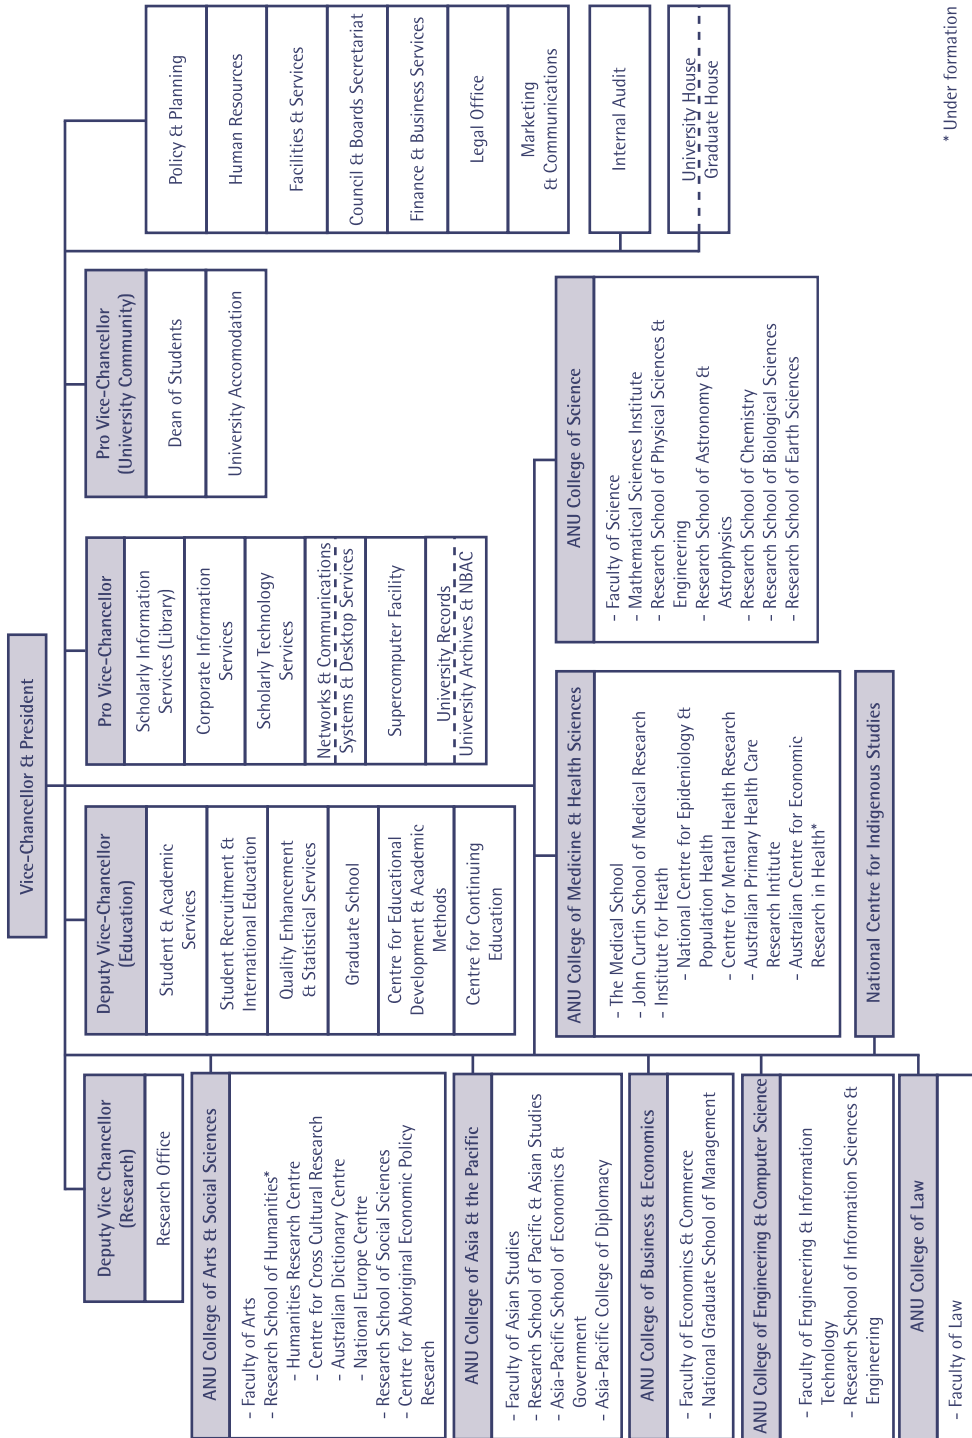 Vice-Chancellor & President
Deputy Vice Chancellor
(Research)
Research Office
Deputy Vice-Chancellor
(Education)
Student & Academic
Services
Student Recruitment &
International Education
Quality Enhancement
& Statistical Services
Graduate School
Centre for Educational
Development & Academic
Methods
Centre for Continuing
Education
Pro Vice-Chancellor
Scholarly Information
Services (Library)
Corporate Information
Services
Scholarly Technology
Services
Networks & Communications
Systems & Desktop Services
Supercomputer Facility
University Records
University Archives & NBAC
Pro Vice-Chancellor
(University Community)
Dean of Students
University Accomodation
Policy & Planning
Human Resources
Facilities & Services
Council & Boards Secretariat
Finance & Business Services
Legal Office
Marketing
& Communications
Internal Audit
University House
Graduate House
ANU College of Arts & Social Sciences
- Faculty of Arts
- Research School of Humanities*
- Humanities Research Centre
- Centre for Cross Cultural Research
- Australian Dictionary Centre
- National Europe Centre
- Research School of Social Sciences
- Centre for Aboriginal Economic Policy
Research
ANU College of Asia & the Pacific
- Faculty of Asian Studies
- Research School of Pacific & Asian Studies
- Asia-Pacific School of Economics &
Government
- Asia-Pacific College of Diplomacy
ANU College of Business & Economics
- Faculty of Economics & Commerce
- National Graduate School of Management
ANU College of Engineering & Computer Science
- Faculty of Engineering & Information
Technology
- Research School of Information Sciences &
Engineering
ANU College of Law
- Faculty of Law
ANU College of Medicine & Health Sciences
- The Medical School
- John Curtin School of Medical Research
- Institute for Heath
- National Centre for Epideniology &
Population Health
- Centre for Mental Health Research
- Australian Primary Health Care
Research Intitute
- Australian Centre for Economic
Research in Health*
National Centre for Indigenous Studies
ANU College of Science
- Faculty of Science
- Mathematical Sciences Institute
- Research School of Physical Sciences &
Engineering
- Research School of Astronomy &
Astrophysics
- Research School of Chemistry
- Research School of Biological Sciences
- Research School of Earth Sciences
* Under formation